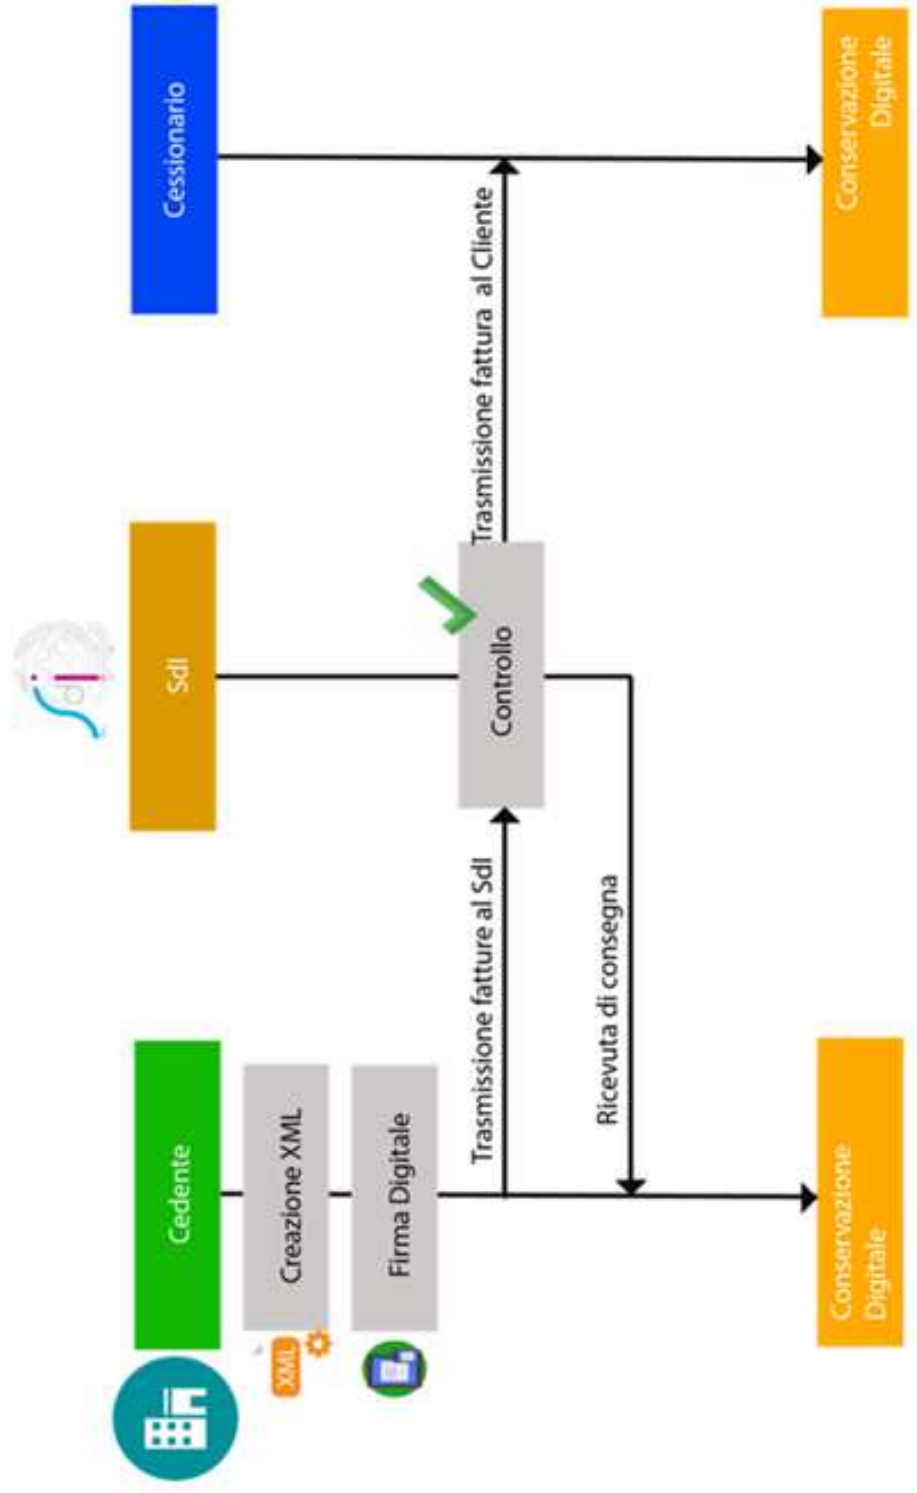 Cedente
SdI
Cessionario
XML
Creazione XML
Firma Digitale
Trasmissione fatture al SdI
Controllo
Trasmissione fattura al Cliente
Ricevuta di consegna
Conservazione
Digitale
Conservazione
Digitale